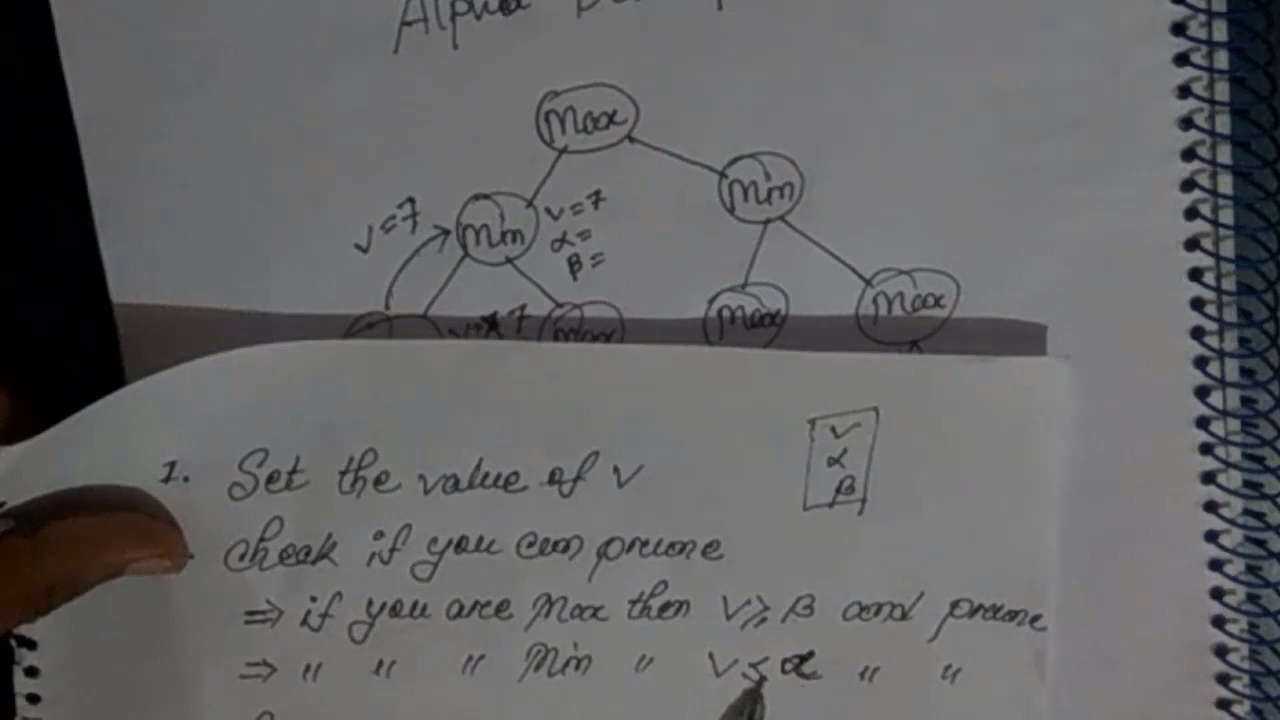 Alpha
Max
Min
V=7
Min
V=7
α=
β=
Max
Max
7
Max
V
α
β
1. Set the value of V
check if you can prune
⇒ if you are Max then V≥β and prune
⇒ " " " Min " V≤α " "